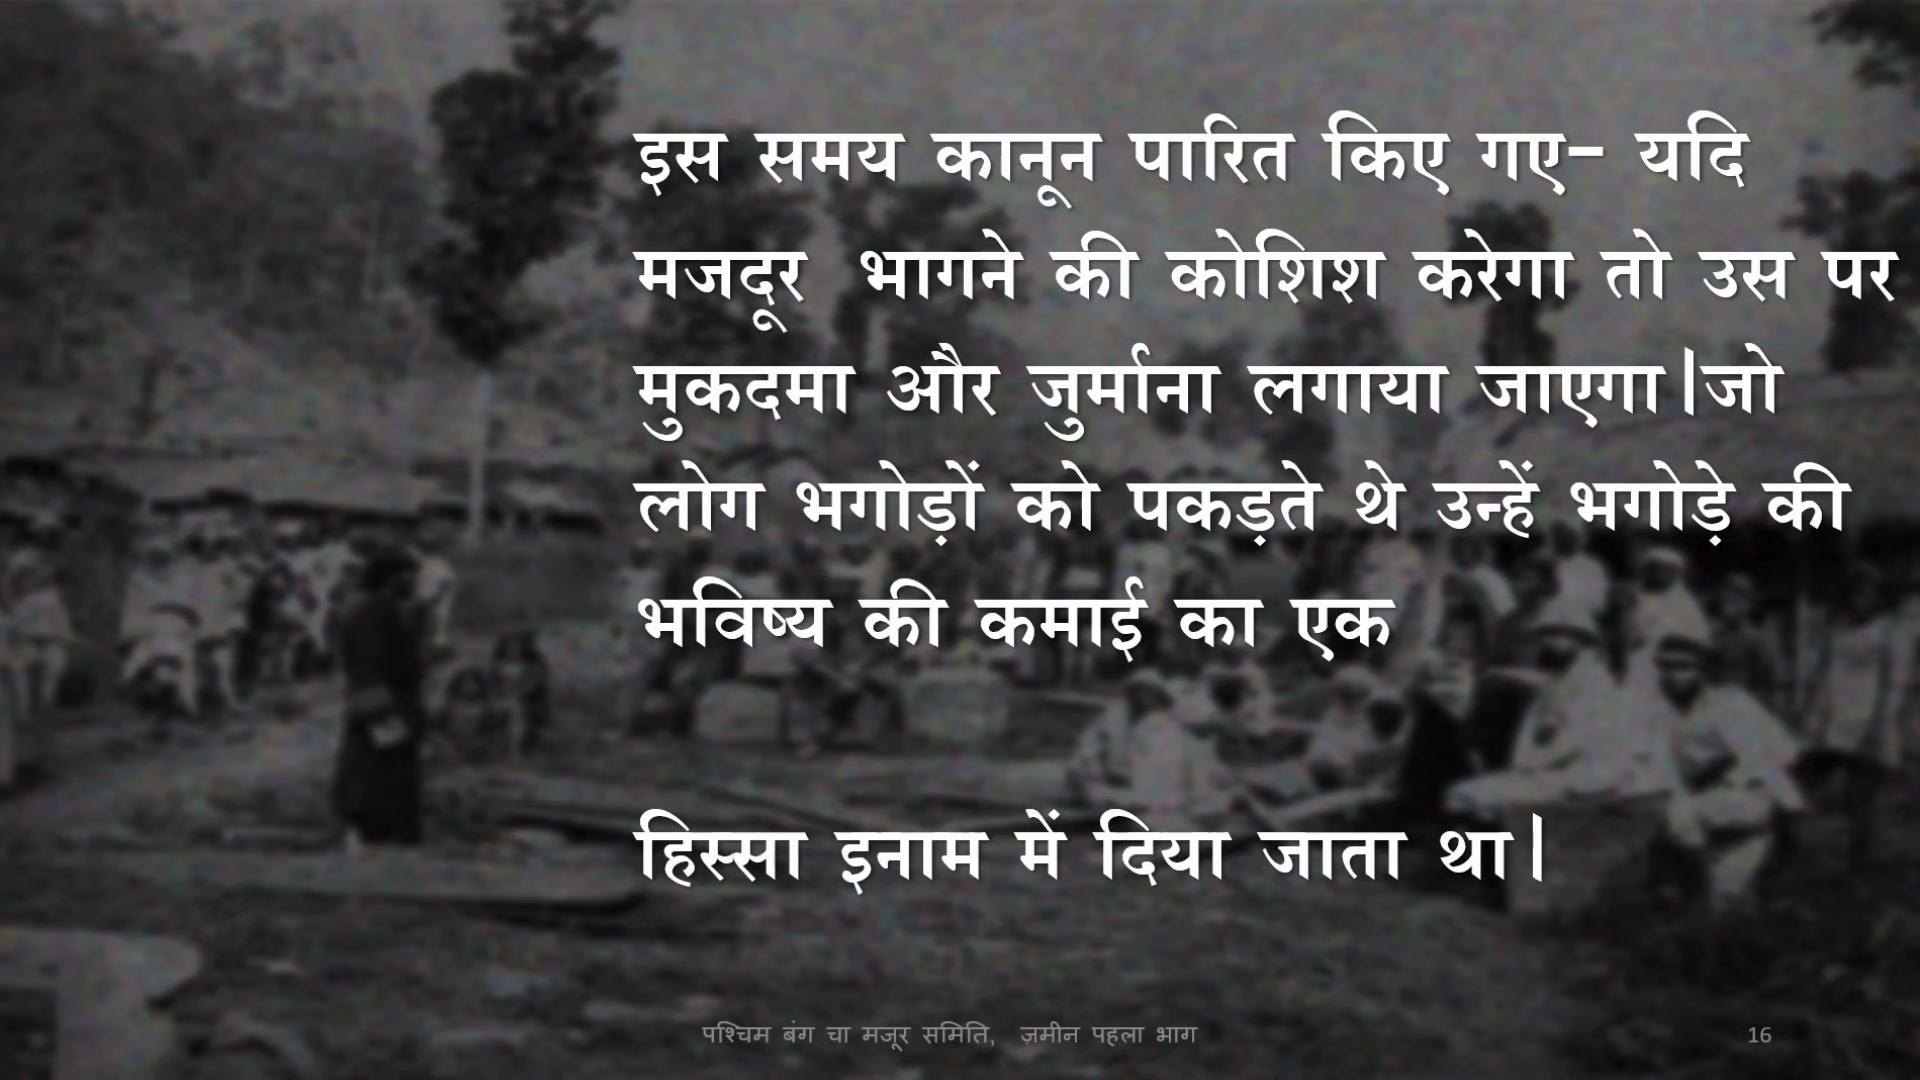 इस समय कानून पारित किए गए- यदि
मजदूर भागने की कोशिश करेगा तो उस पर
मुकदमा और जुर्माना लगाया जाएगा।जो
लोग भगोड़ों को पकड़ते थे उन्हें भगोड़े की
भविष्य की कमाई का एक
हिस्सा इनाम में दिया जाता था।
पश्चिम बंग चा मजूर समिति, ज़मीन पहला भाग
16